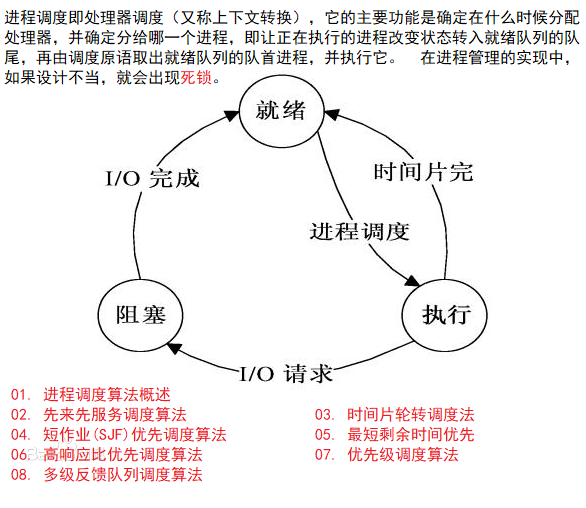 进程调度即处理器调度（又称上下文转换），它的主要功能是确定在什么时候分配
处理器，并确定分给哪一个进程，即让正在执行的进程改变状态转入就绪队列的队
尾，再由调度原语取出就绪队列的队首进程，并执行它。 在进程管理的实现中，
如果设计不当，就会出现死锁。
就绪
I/O 完成
时间片完
进程调度
阻塞
执行
I/O 请求
01. 进程调度算法概述
02. 先来先服务调度算法
03. 时间片轮转调度法
04. 短作业(SJF)优先调度算法
05. 最短剩余时间优先
06. 高响应比优先调度算法
07. 优先级调度算法
08. 多级反馈队列调度算法